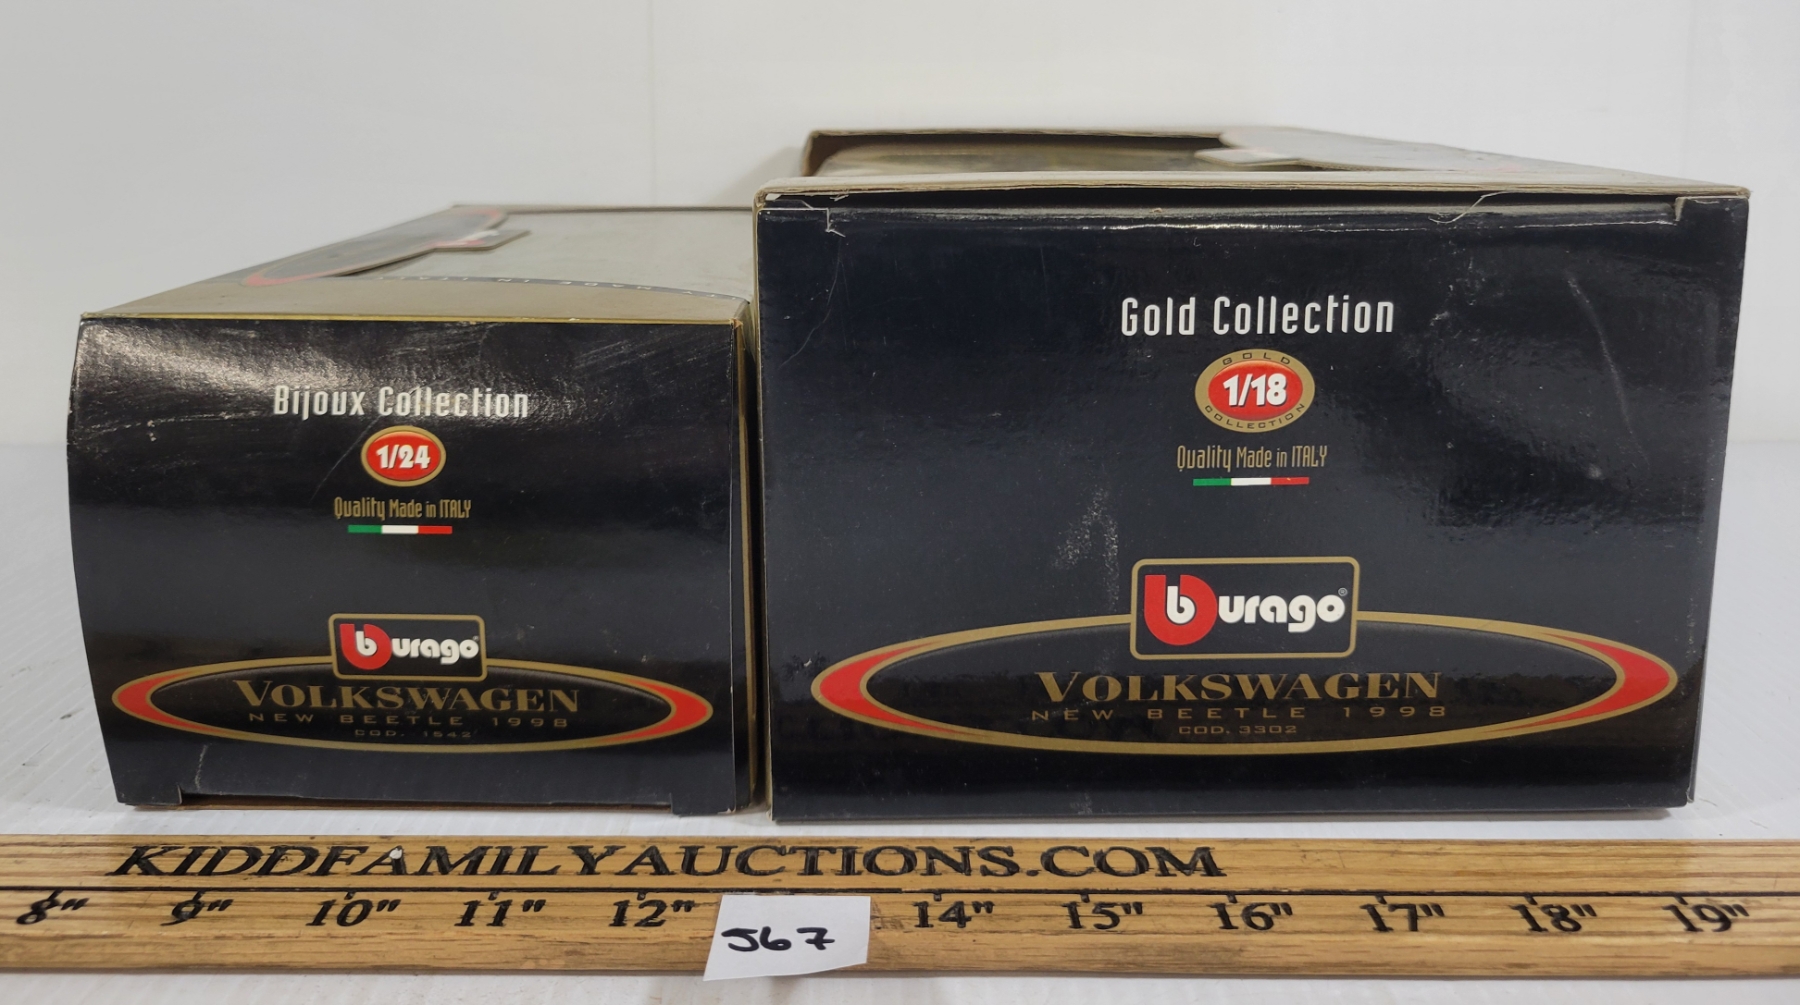 Bijoux Collection
1/24
Quality Made in ITALY
burago
VOLKSWAGEN
NEW BEETLE 1998
COD. 1542
Gold Collection
GOLD
1/18
COLLECTION
Quality Made in ITALY
burago®
VOLKSWAGEN
NEW BEETLE 1998
COD. 3302
KIDDFAMILYAUCTIONS.COM
8" 9" 10" 11" 12" 14" 15" 16" 17" 18" 19"
J67